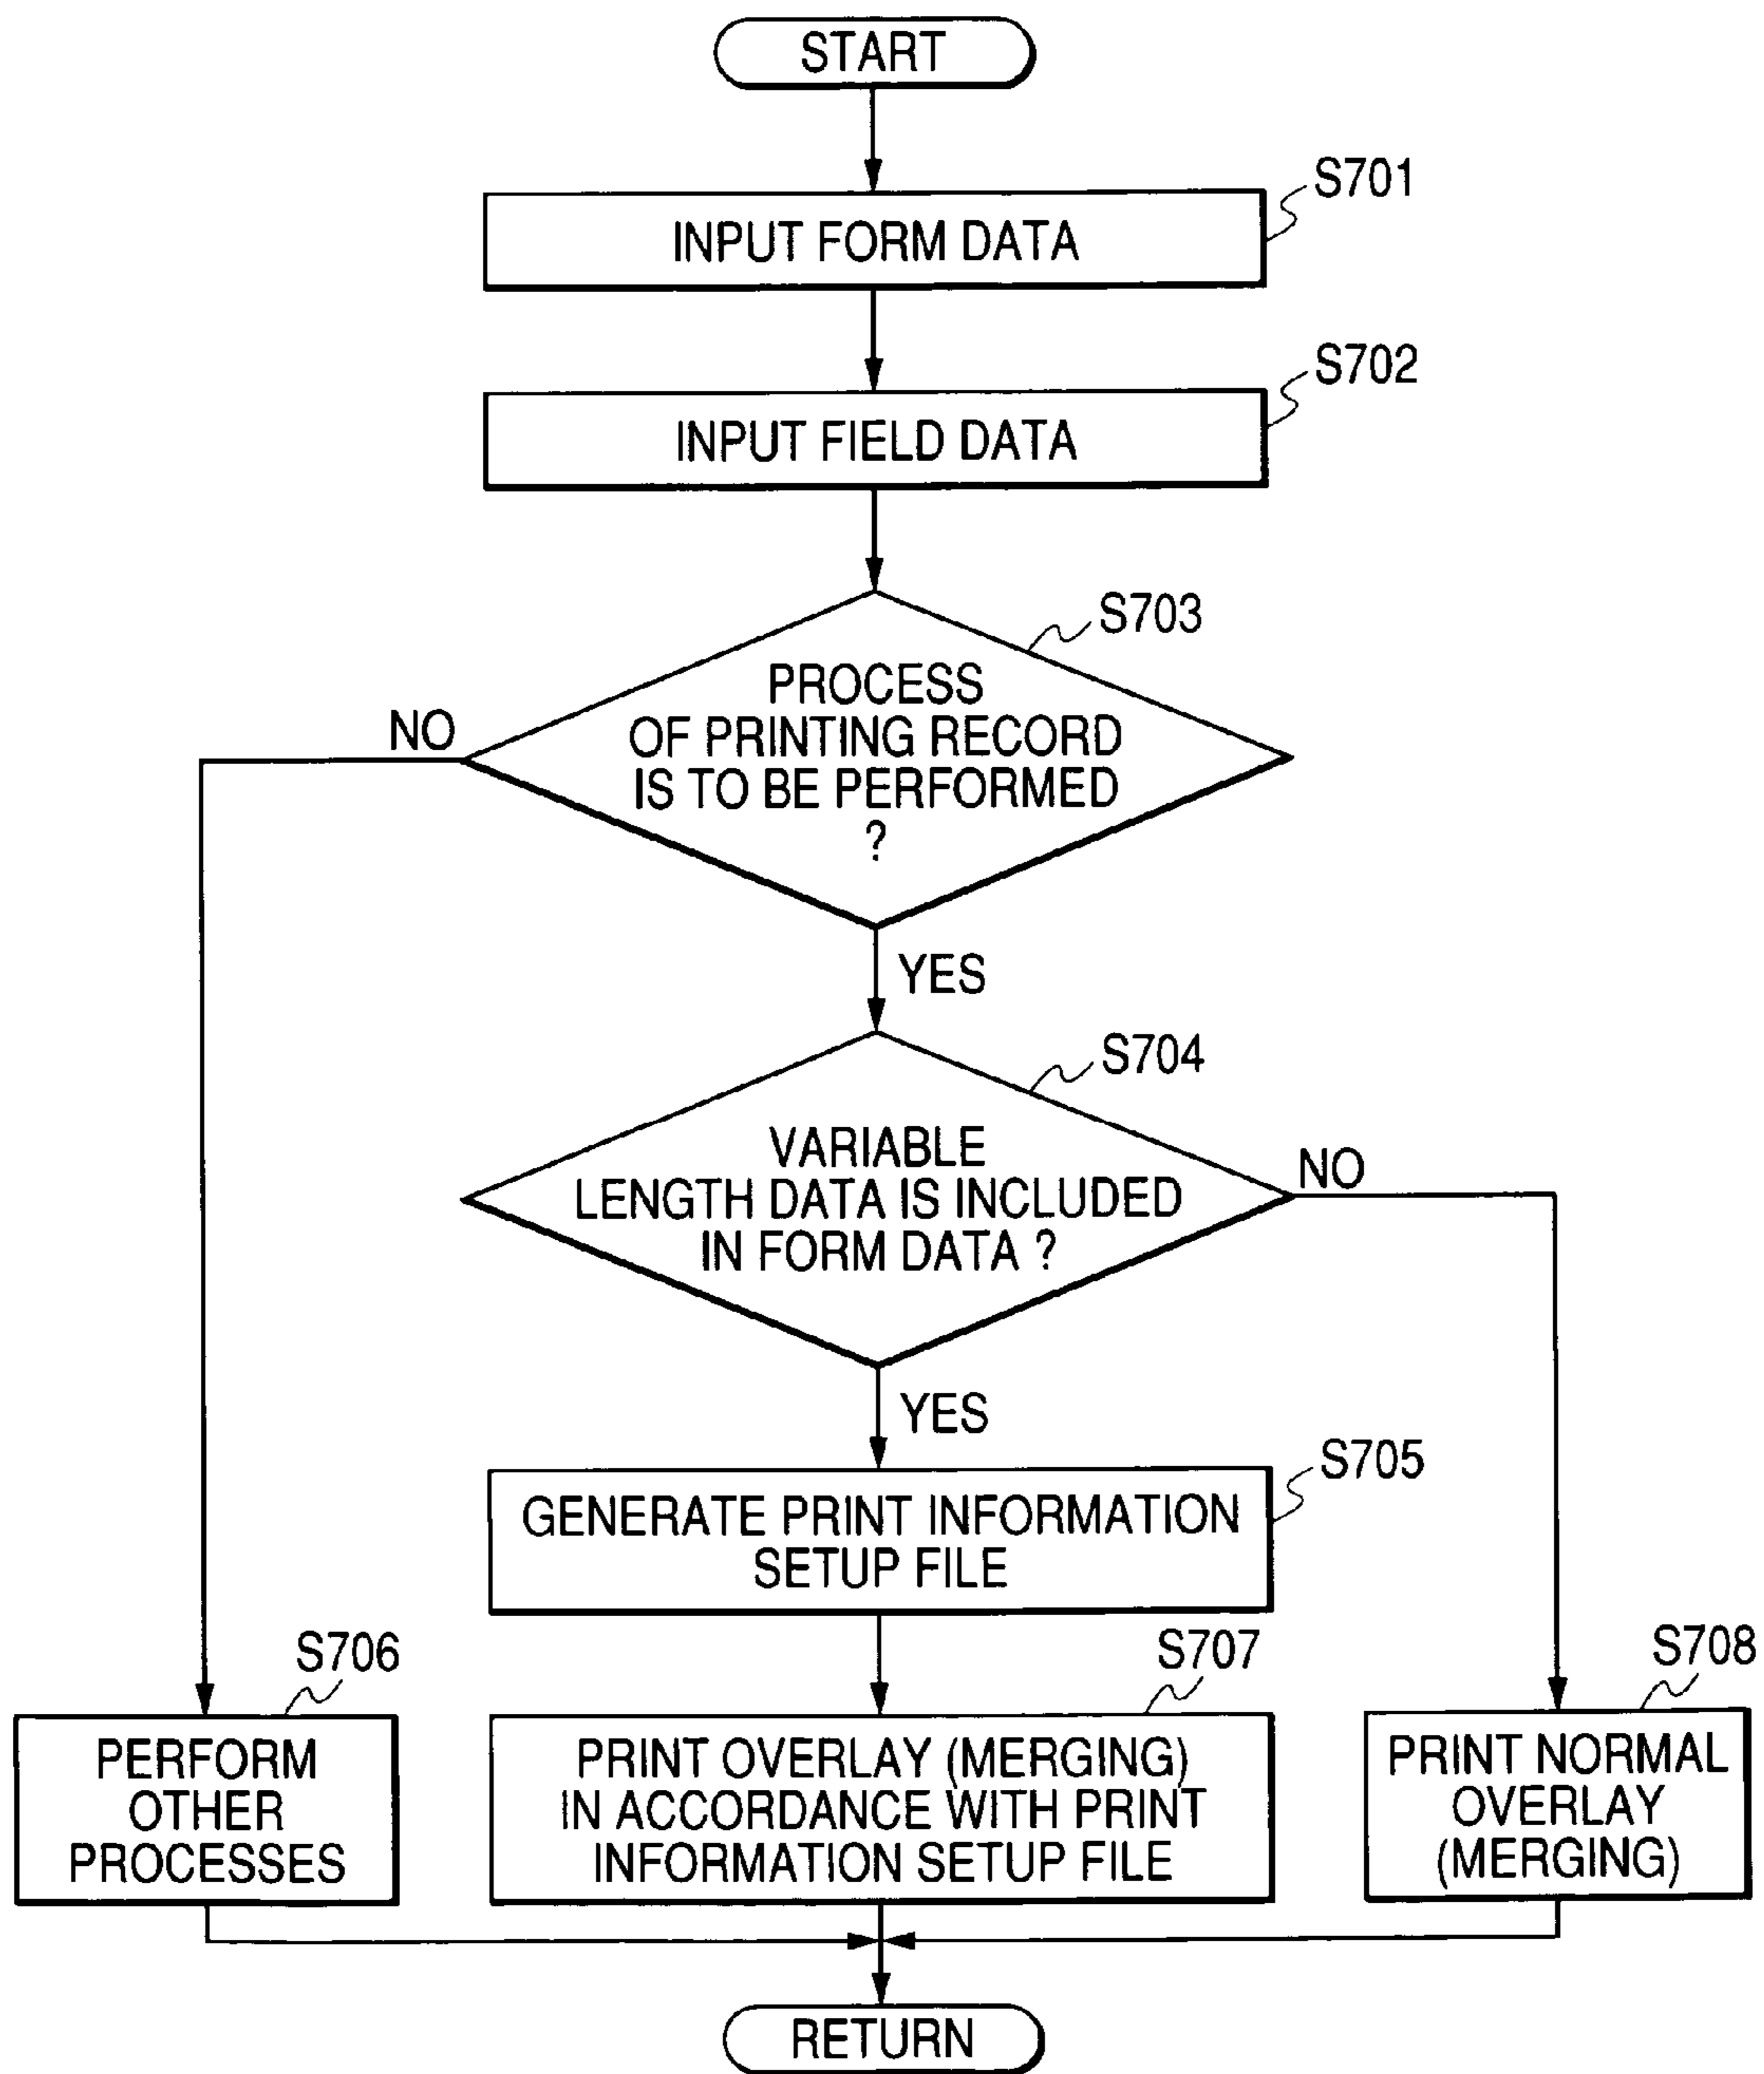 START
S701
INPUT FORM DATA
S702
INPUT FIELD DATA
S703
PROCESS
OF PRINTING RECORD
IS TO BE PERFORMED
?
NO
YES
S704
VARIABLE
LENGTH DATA IS INCLUDED
IN FORM DATA ?
NO
YES
S705
GENERATE PRINT INFORMATION
SETUP FILE
S706
PERFORM
OTHER
PROCESSES
S707
PRINT OVERLAY (MERGING)
IN ACCORDANCE WITH PRINT
INFORMATION SETUP FILE
S708
PRINT NORMAL
OVERLAY
(MERGING)
RETURN